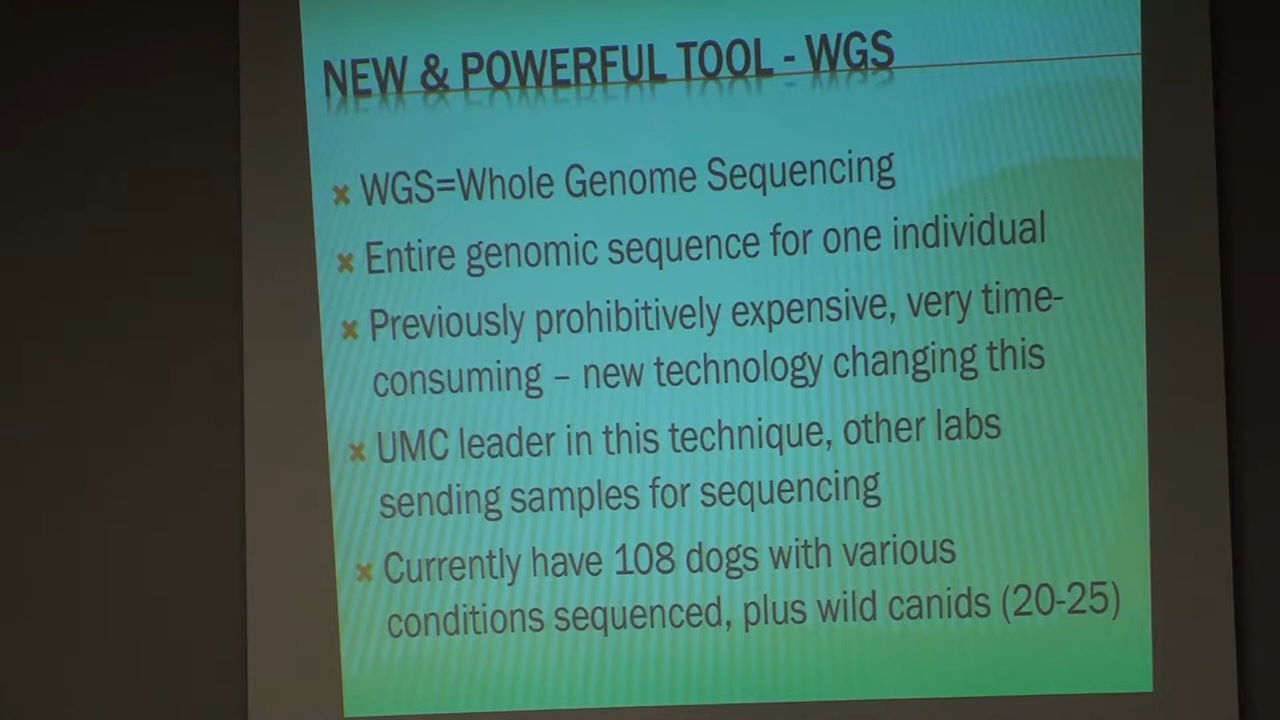 NEW & POWERFUL TOOL - WGS
WGS=Whole Genome Sequencing
Entire genomic sequence for one individual
Previously prohibitively expensive, very time-
consuming – new technology changing this
UMC leader in this technique, other labs
sending samples for sequencing
Currently have 108 dogs with various
conditions sequenced, plus wild canids (20-25)